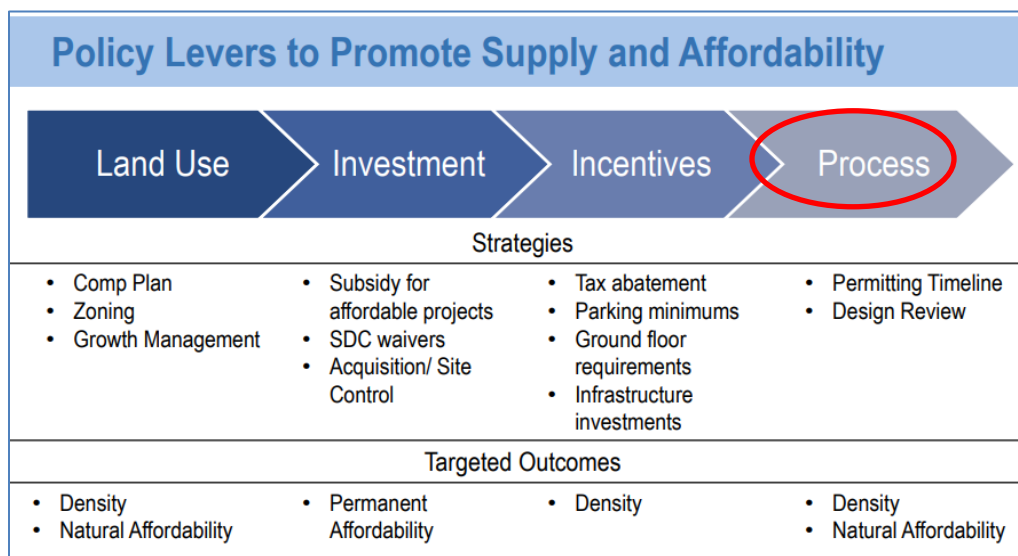 Policy Levers to Promote Supply and Affordability
Land Use
Investment
Incentives
Process
Strategies
• Comp Plan
• Zoning
• Growth Management
• Subsidy for
affordable projects
• SDC waivers
• Acquisition/ Site
Control
• Tax abatement
• Parking minimums
• Ground floor
requirements
• Infrastructure
investments
• Permitting Timeline
• Design Review
Targeted Outcomes
• Density
• Natural Affordability
• Permanent
Affordability
• Density
• Density
• Natural Affordability